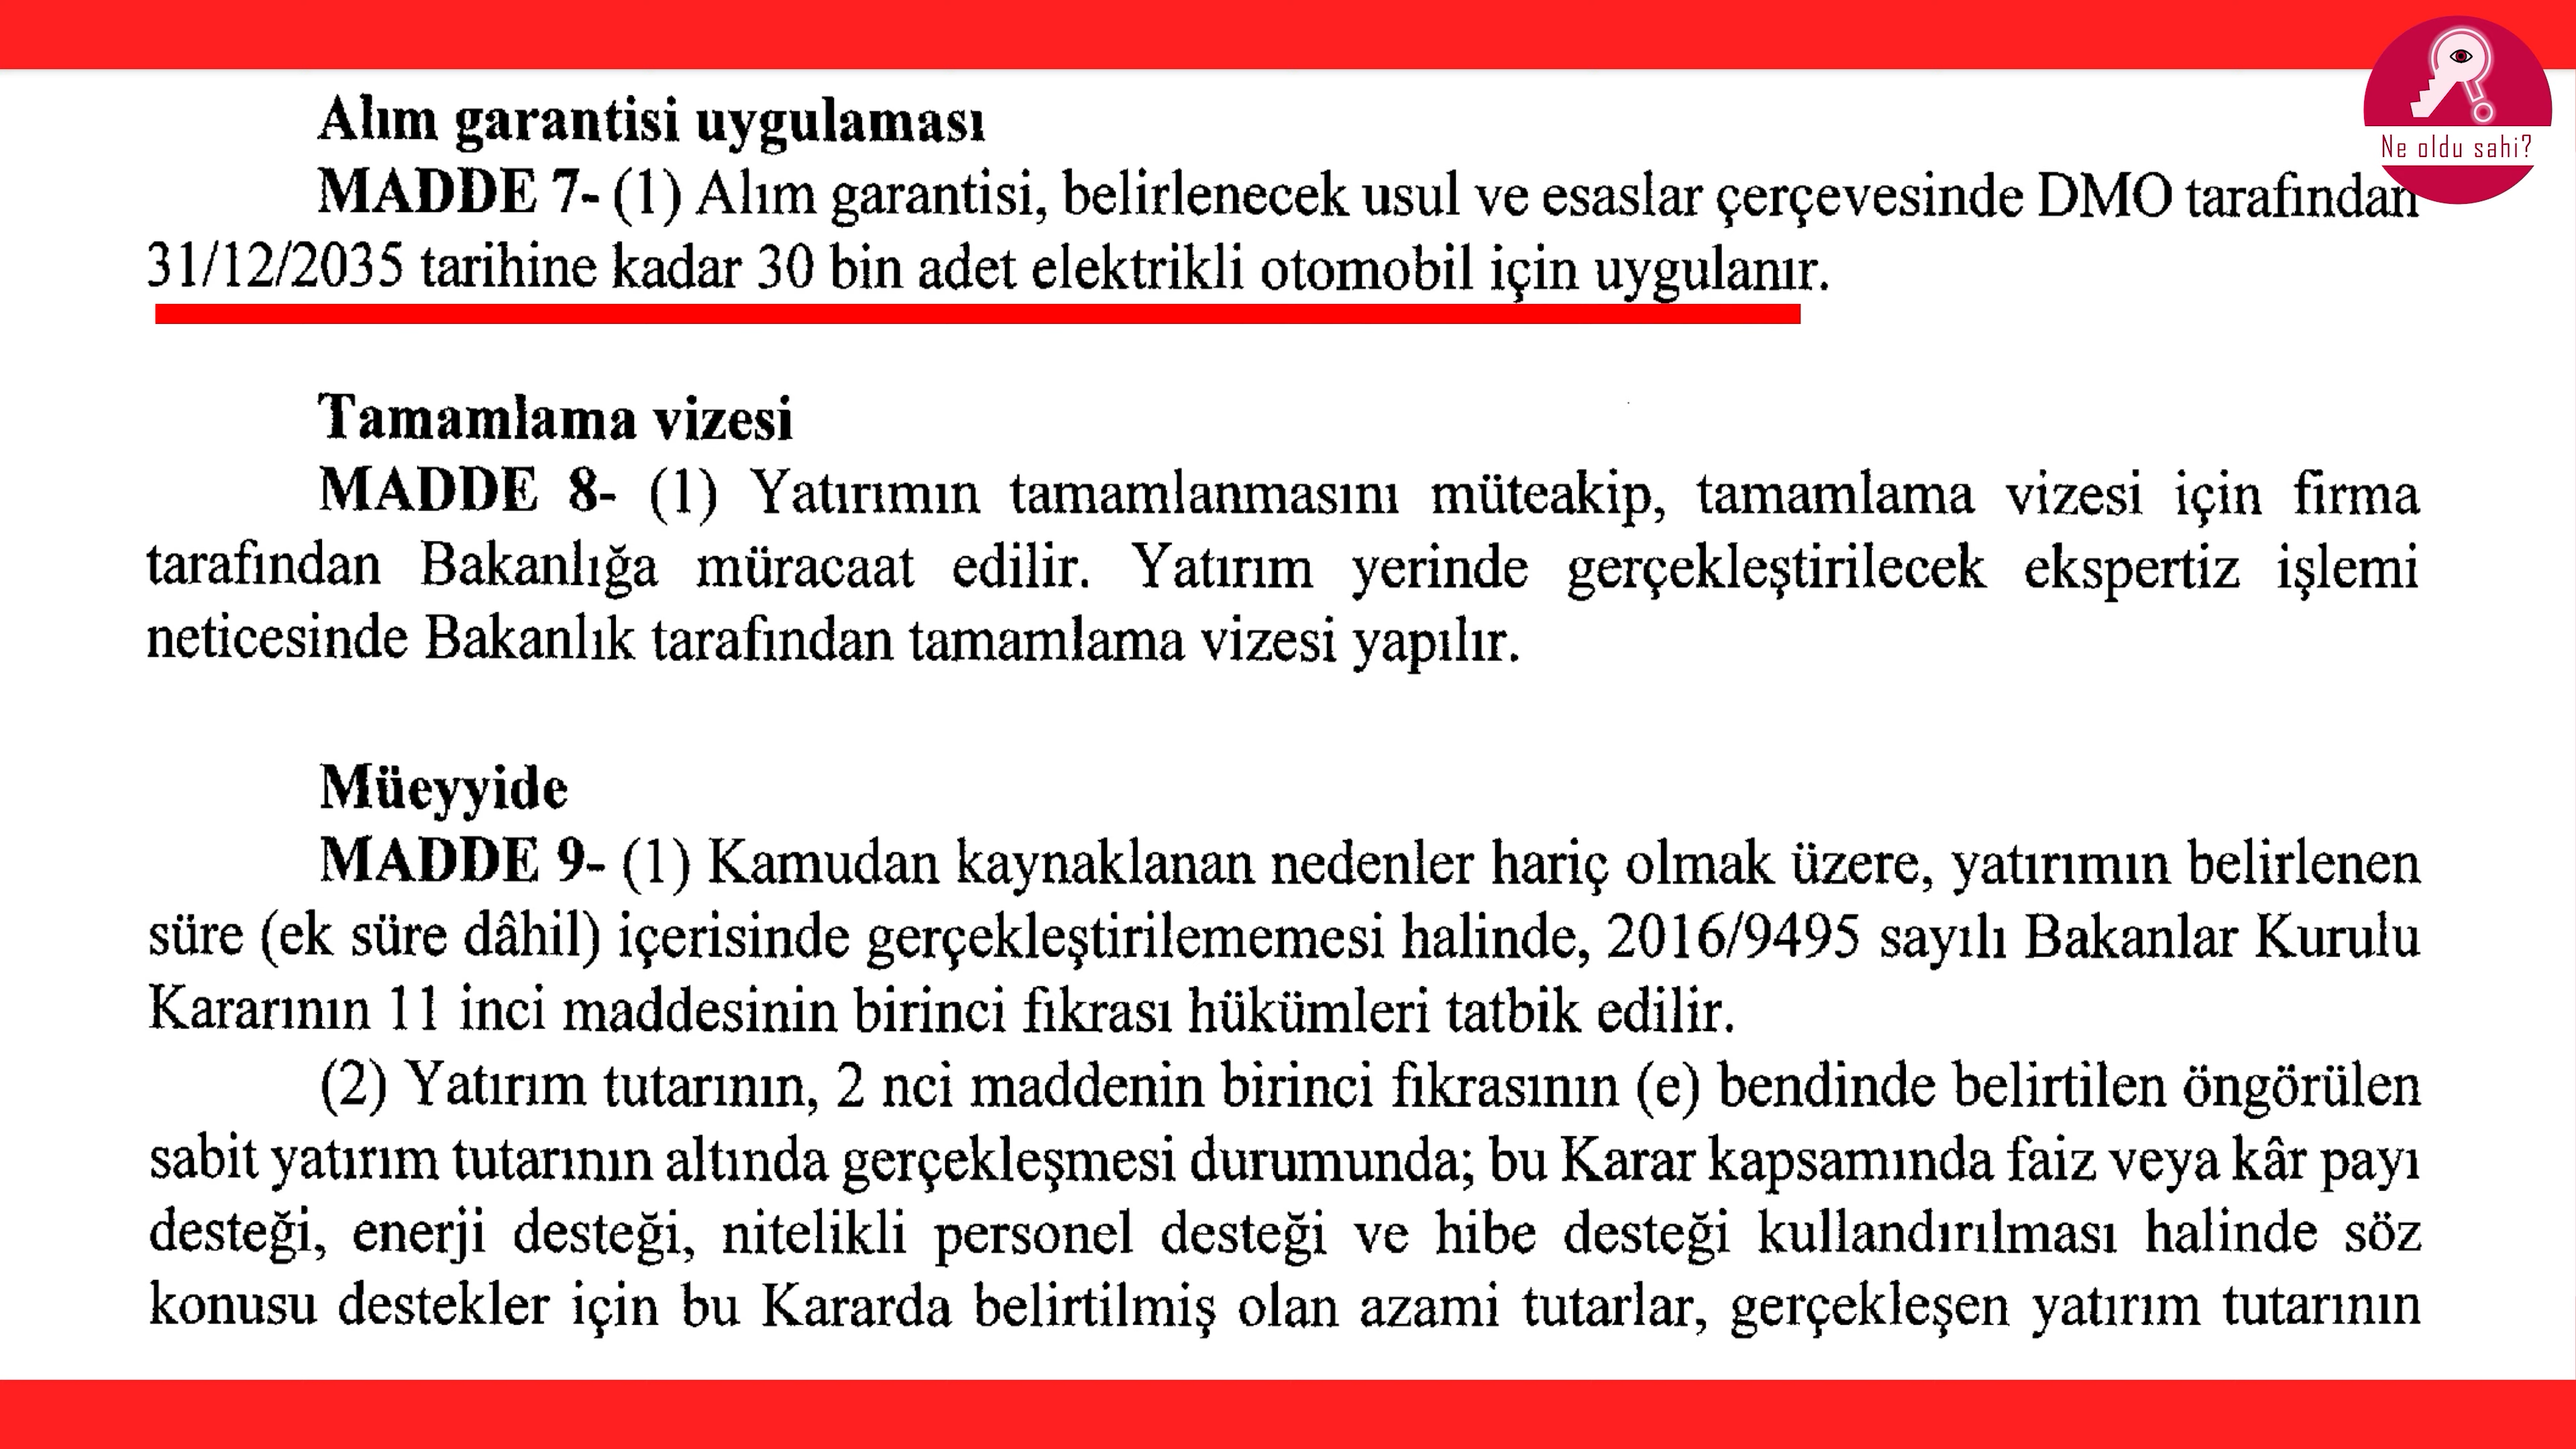 Ne oldu sahi?
Alım garantisi uygulaması
MADDE 7- (1) Alım garantisi, belirlenecek usul ve esaslar çerçevesinde DMO tarafından
31/12/2035 tarihine kadar 30 bin adet elektrikli otomobil için uygulanır.
Tamamlama vizesi
MADDE 8- (1) Yatırımın tamamlanmasını müteakip, tamamlama vizesi için firma
tarafından Bakanlığa müracaat edilir. Yatırım yerinde gerçekleştirilecek ekspertiz işlemi
neticesinde Bakanlık tarafından tamamlama vizesi yapılır.
Müeyyide
MADDE 9- (1) Kamudan kaynaklanan nedenler hariç olmak üzere, yatırımın belirlenen
süre (ek süre dâhil) içerisinde gerçekleştirilememesi halinde, 2016/9495 sayılı Bakanlar Kurulu
Kararının 11 inci maddesinin birinci fıkrası hükümleri tatbik edilir.
(2) Yatırım tutarının, 2 nci maddenin birinci fıkrasının (e) bendinde belirtilen öngörülen
sabit yatırım tutarının altında gerçekleşmesi durumunda; bu Karar kapsamında faiz veya kâr payı
desteği, enerji desteği, nitelikli personel desteği ve hibe desteği kullandırılması halinde söz
konusu destekler için bu Kararda belirtilmiş olan azami tutarlar, gerçekleşen yatırım tutarının